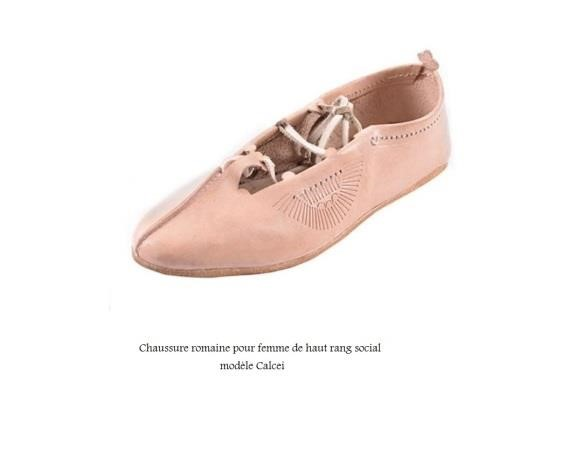 Chaussure romaine pour femme de haut rang social
modèle Calcei